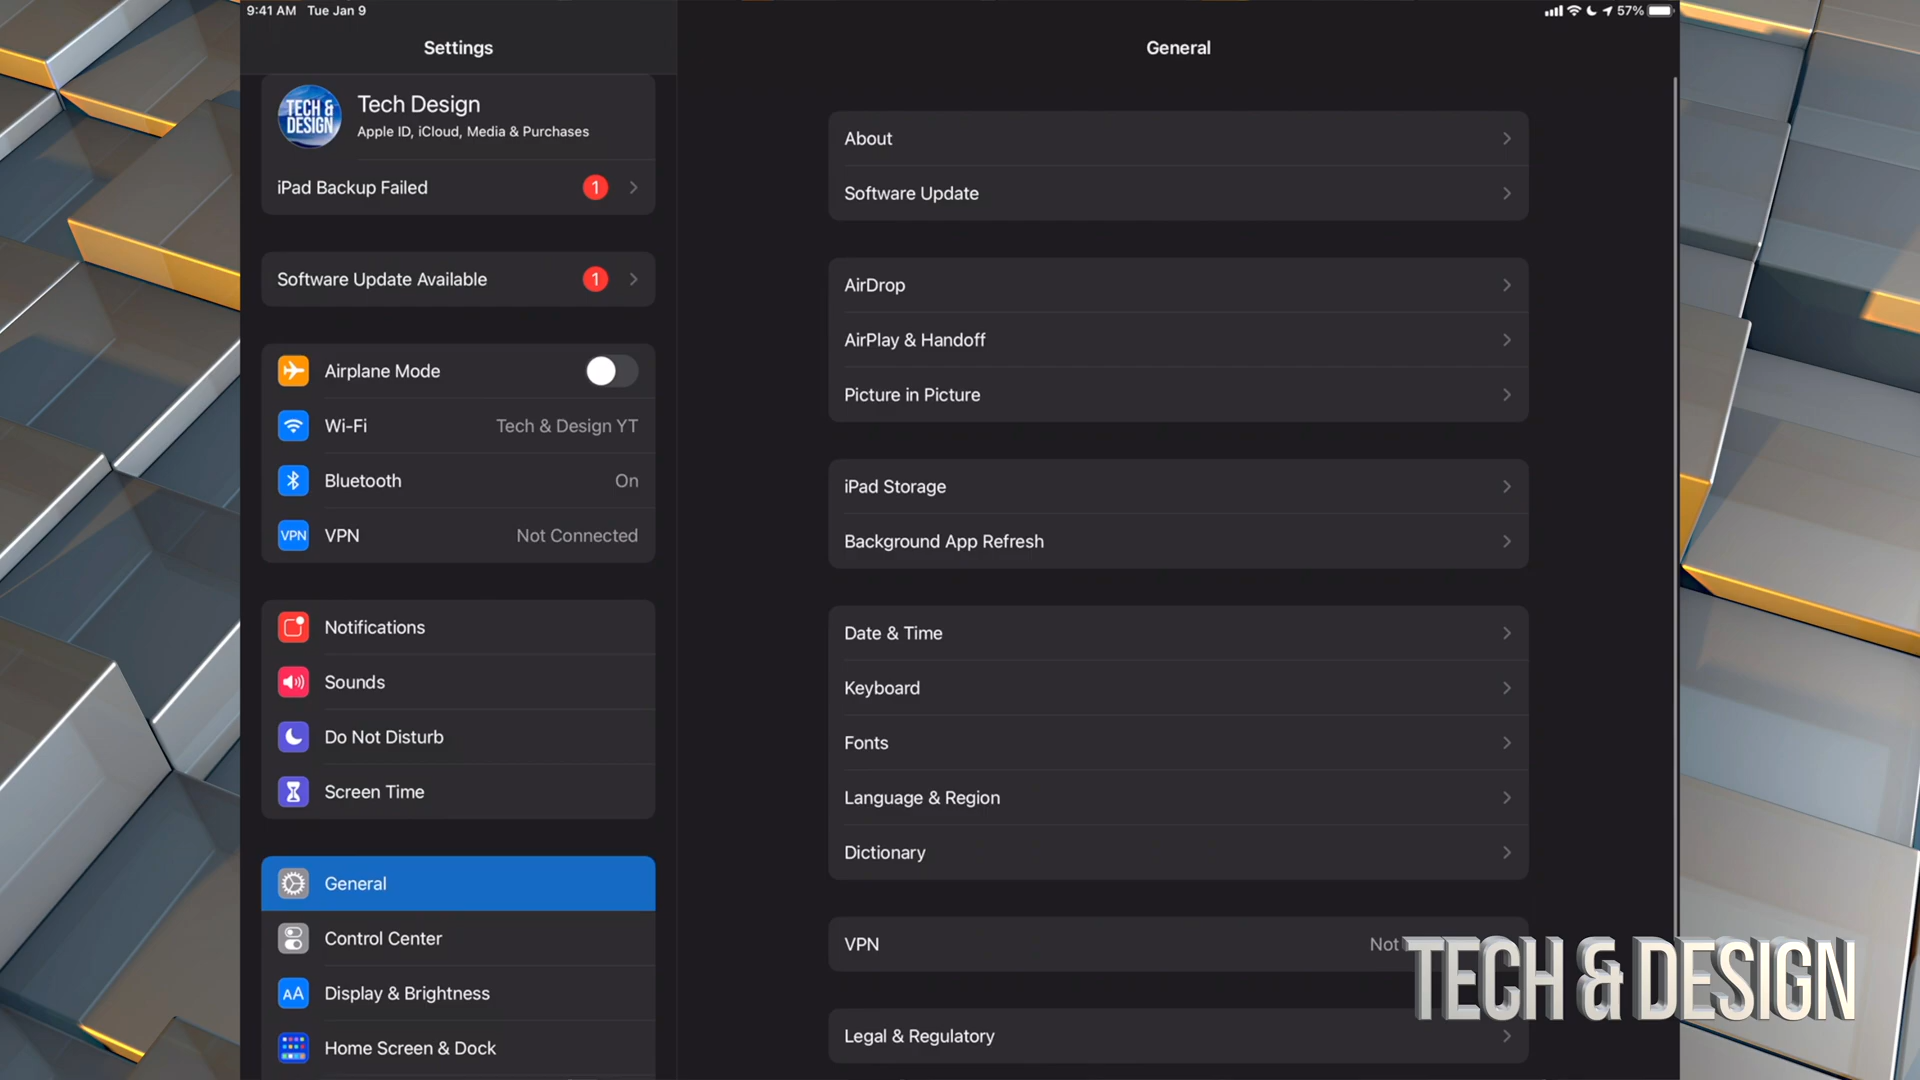 9:41 AM Tue Jan 9
57%
Settings
General
TECH &
DESIGN
Tech Design
Apple ID, iCloud, Media & Purchases
iPad Backup Failed
1
Software Update Available
1
Airplane Mode
Wi-Fi
Tech & Design YT
Bluetooth
On
VPN
VPN
Not Connected
Notifications
Sounds
Do Not Disturb
Screen Time
General
Control Center
AA
Display & Brightness
Home Screen & Dock
About
Software Update
AirDrop
AirPlay & Handoff
Picture in Picture
iPad Storage
Background App Refresh
Date & Time
Keyboard
Fonts
Language & Region
Dictionary
VPN
Not
Legal & Regulatory
TECH & DESIGN